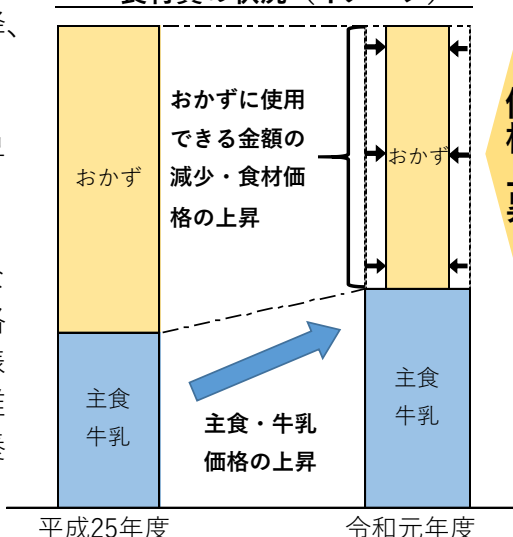 おかずに使用
できる金額の
減少・食材価
格の上昇
おかず
おかず
主食
牛乳
主食
牛乳
主食・牛乳
価格の上昇
平成25年度
令和元年度